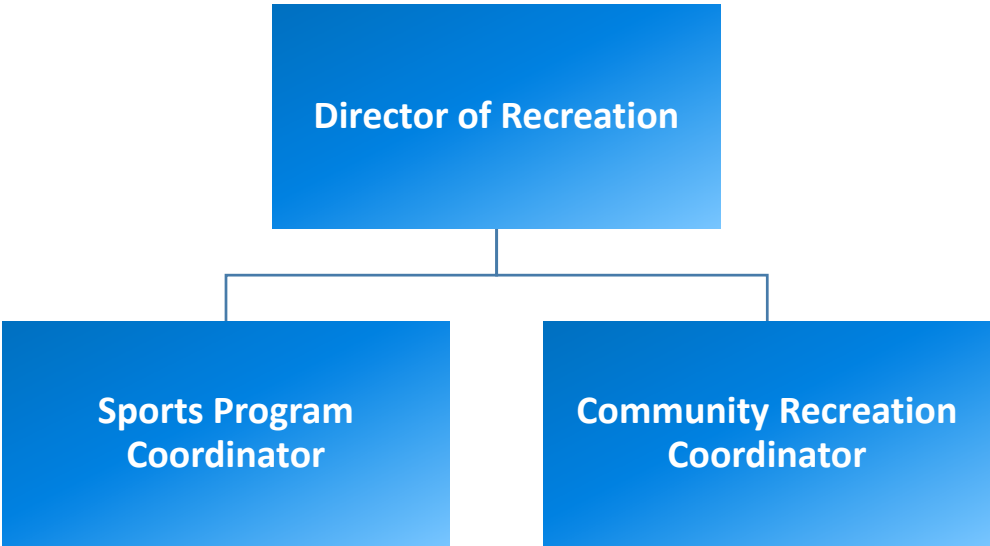 Director of Recreation
Sports Program
Coordinator
Community Recreation
Coordinator